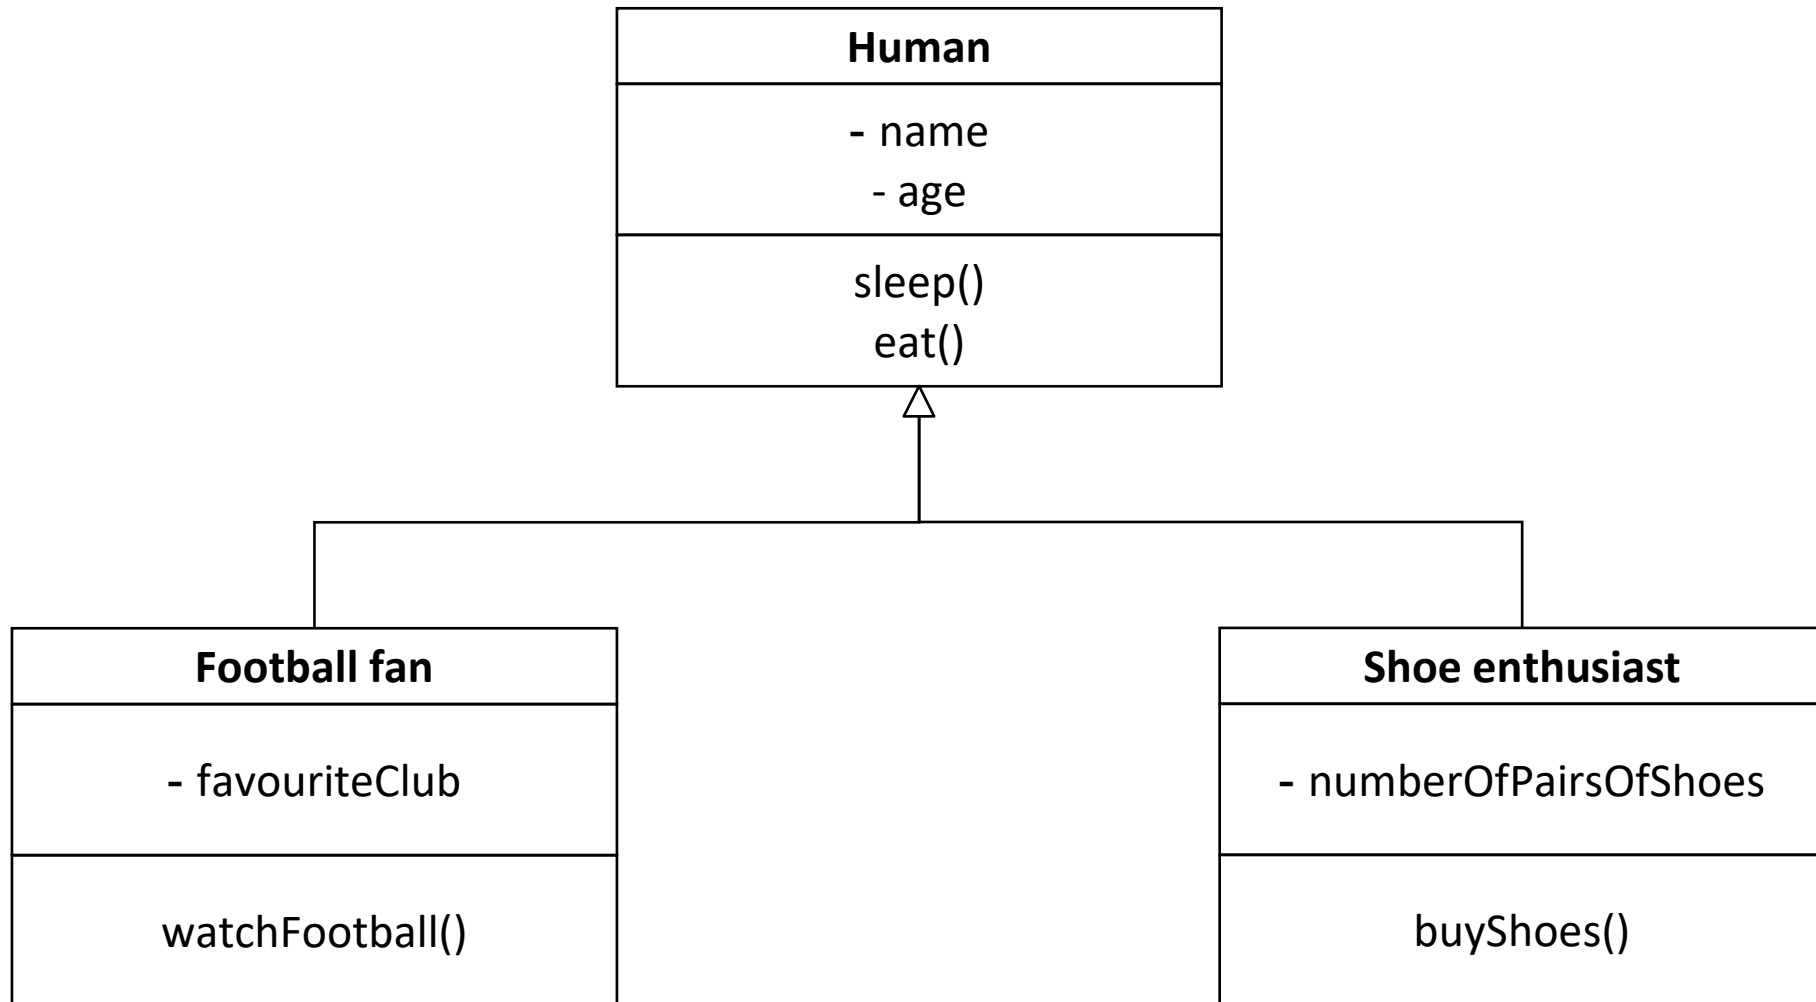 Human
- name
- age
sleep()
eat()
Football fan
- favouriteClub
watchFootball()
Shoe enthusiast
- numberOfPairsOfShoes
buyShoes()